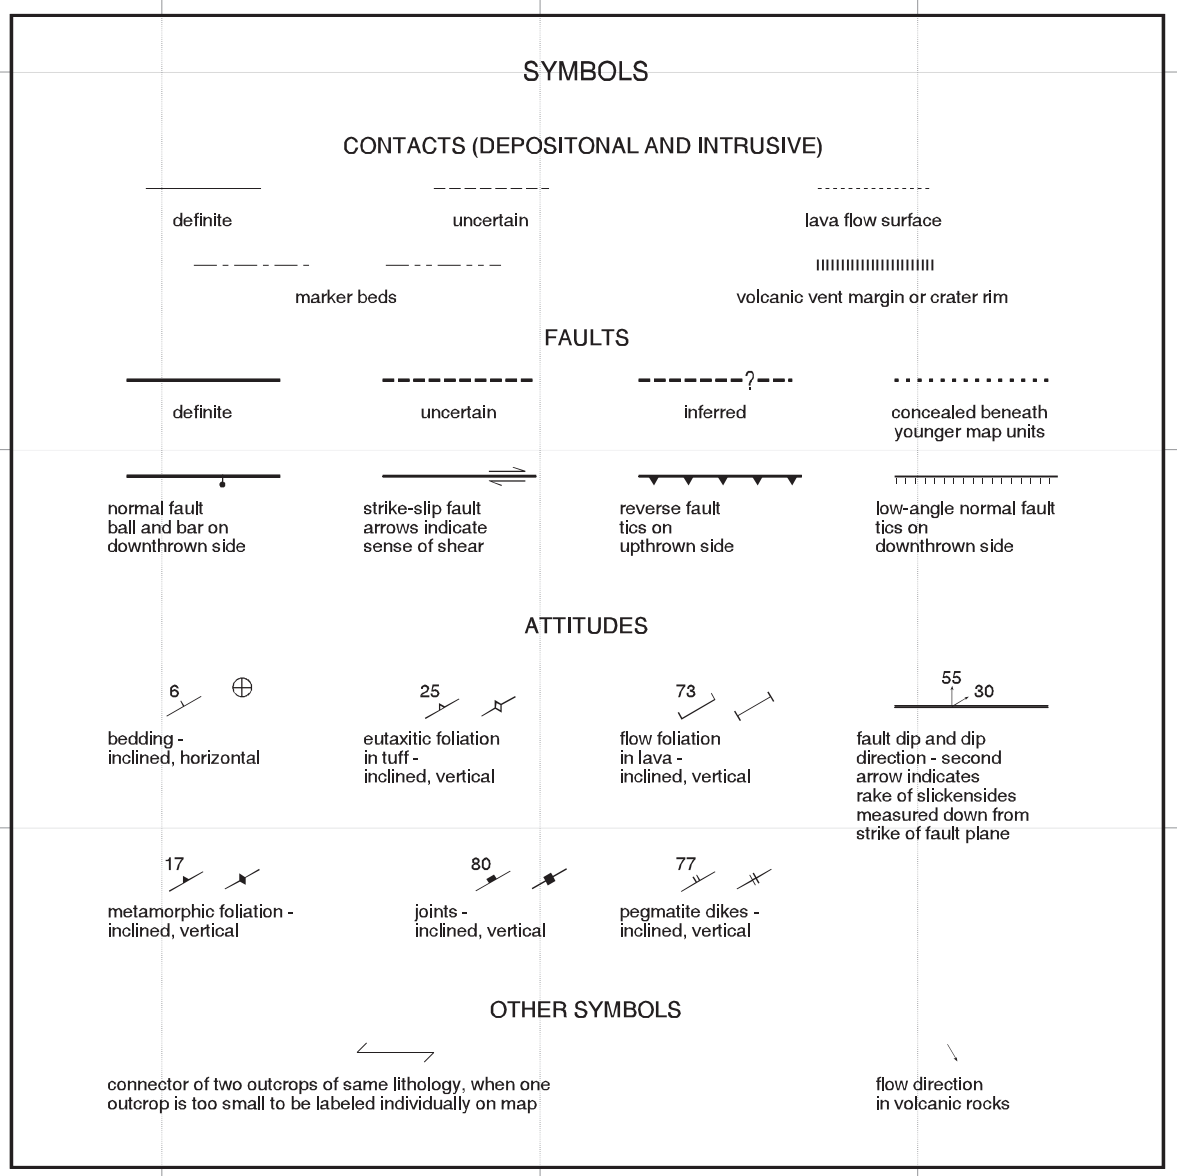 SYMBOLS
CONTACTS (DEPOSITONAL AND INTRUSIVE)
definite
uncertain
lava flow surface
marker beds
volcanic vent margin or crater rim
FAULTS
?
definite
uncertain
inferred
concealed beneath
younger map units
normal fault
ball and bar on
downthrown side
strike-slip fault
arrows indicate
sense of shear
reverse fault
tics on
upthrown side
low-angle normal fault
tics on
downthrown side
ATTITUDES
6
bedding -
inclined, horizontal
25
eutaxitic foliation
in tuff -
inclined, vertical
73
flow foliation
in lava -
inclined, vertical
55
30
fault dip and dip
direction - second
arrow indicates
rake of slickensides
measured down from
strike of fault plane
17
metamorphic foliation -
inclined, vertical
80
joints -
inclined, vertical
77
pegmatite dikes -
inclined, vertical
OTHER SYMBOLS
connector of two outcrops of same lithology, when one
outcrop is too small to be labeled individually on map
flow direction
in volcanic rocks